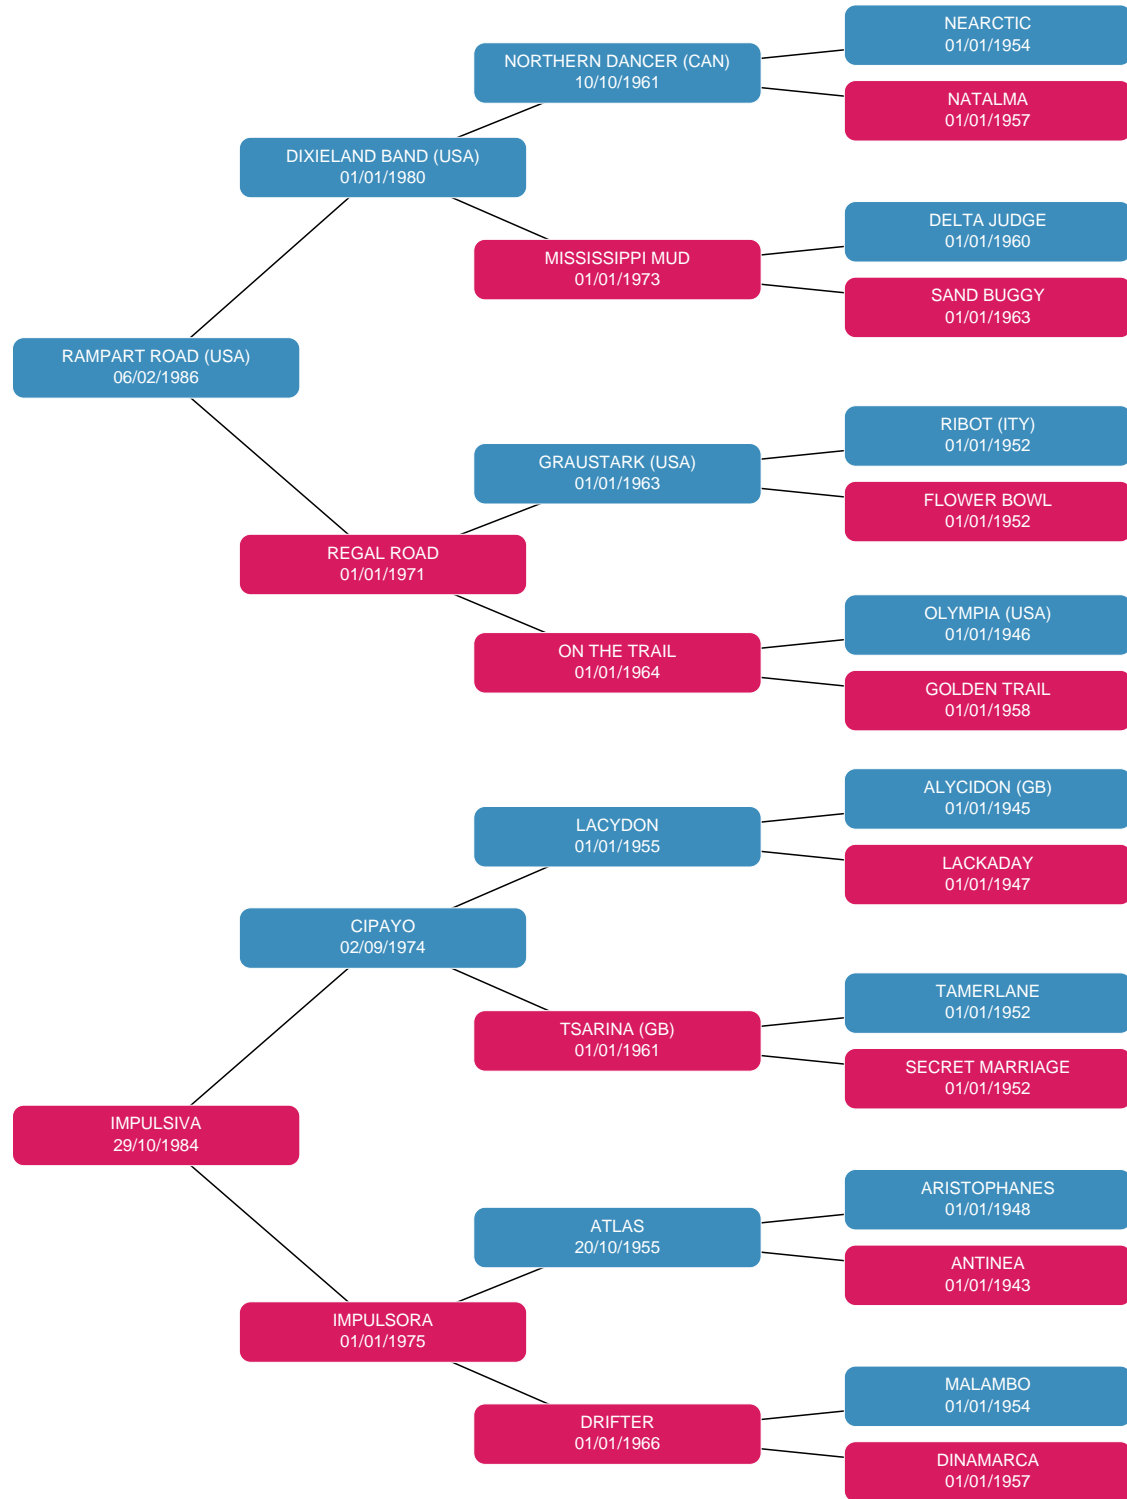 NEARCTIC
01/01/1954
NORTHERN DANCER (CAN)
10/10/1961
NATALMA
01/01/1957
DIXIELAND BAND (USA)
01/01/1980
DELTA JUDGE
01/01/1960
MISSISSIPPI MUD
01/01/1973
SAND BUGGY
01/01/1963
RAMPART ROAD (USA)
06/02/1986
RIBOT (ITY)
01/01/1952
GRAUSTARK (USA)
01/01/1963
FLOWER BOWL
01/01/1952
REGAL ROAD
01/01/1971
OLYMPIA (USA)
01/01/1946
ON THE TRAIL
01/01/1964
GOLDEN TRAIL
01/01/1958
ALYCIDON (GB)
01/01/1945
LACYDON
01/01/1955
LACKADAY
01/01/1947
CIPAYO
02/09/1974
TAMERLANE
01/01/1952
TSARINA (GB)
01/01/1961
SECRET MARRIAGE
01/01/1952
IMPULSIVA
29/10/1984
ARISTOPHANES
01/01/1948
ATLAS
20/10/1955
ANTINEA
01/01/1943
IMPULSORA
01/01/1975
MALAMBO
01/01/1954
DRIFTER
01/01/1966
DINAMARCA
01/01/1957